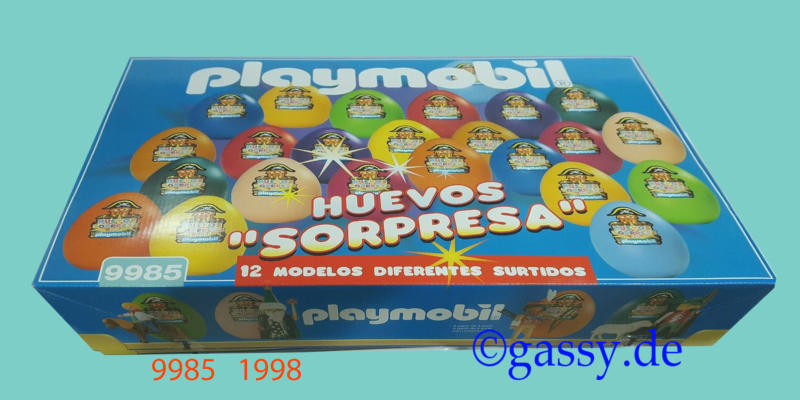 playmobil
HUEVOS
"SORPRESA"
9985
12 MODELOS DIFERENTES SURTIDOS
playmobil
©gassy.de
9985 1998